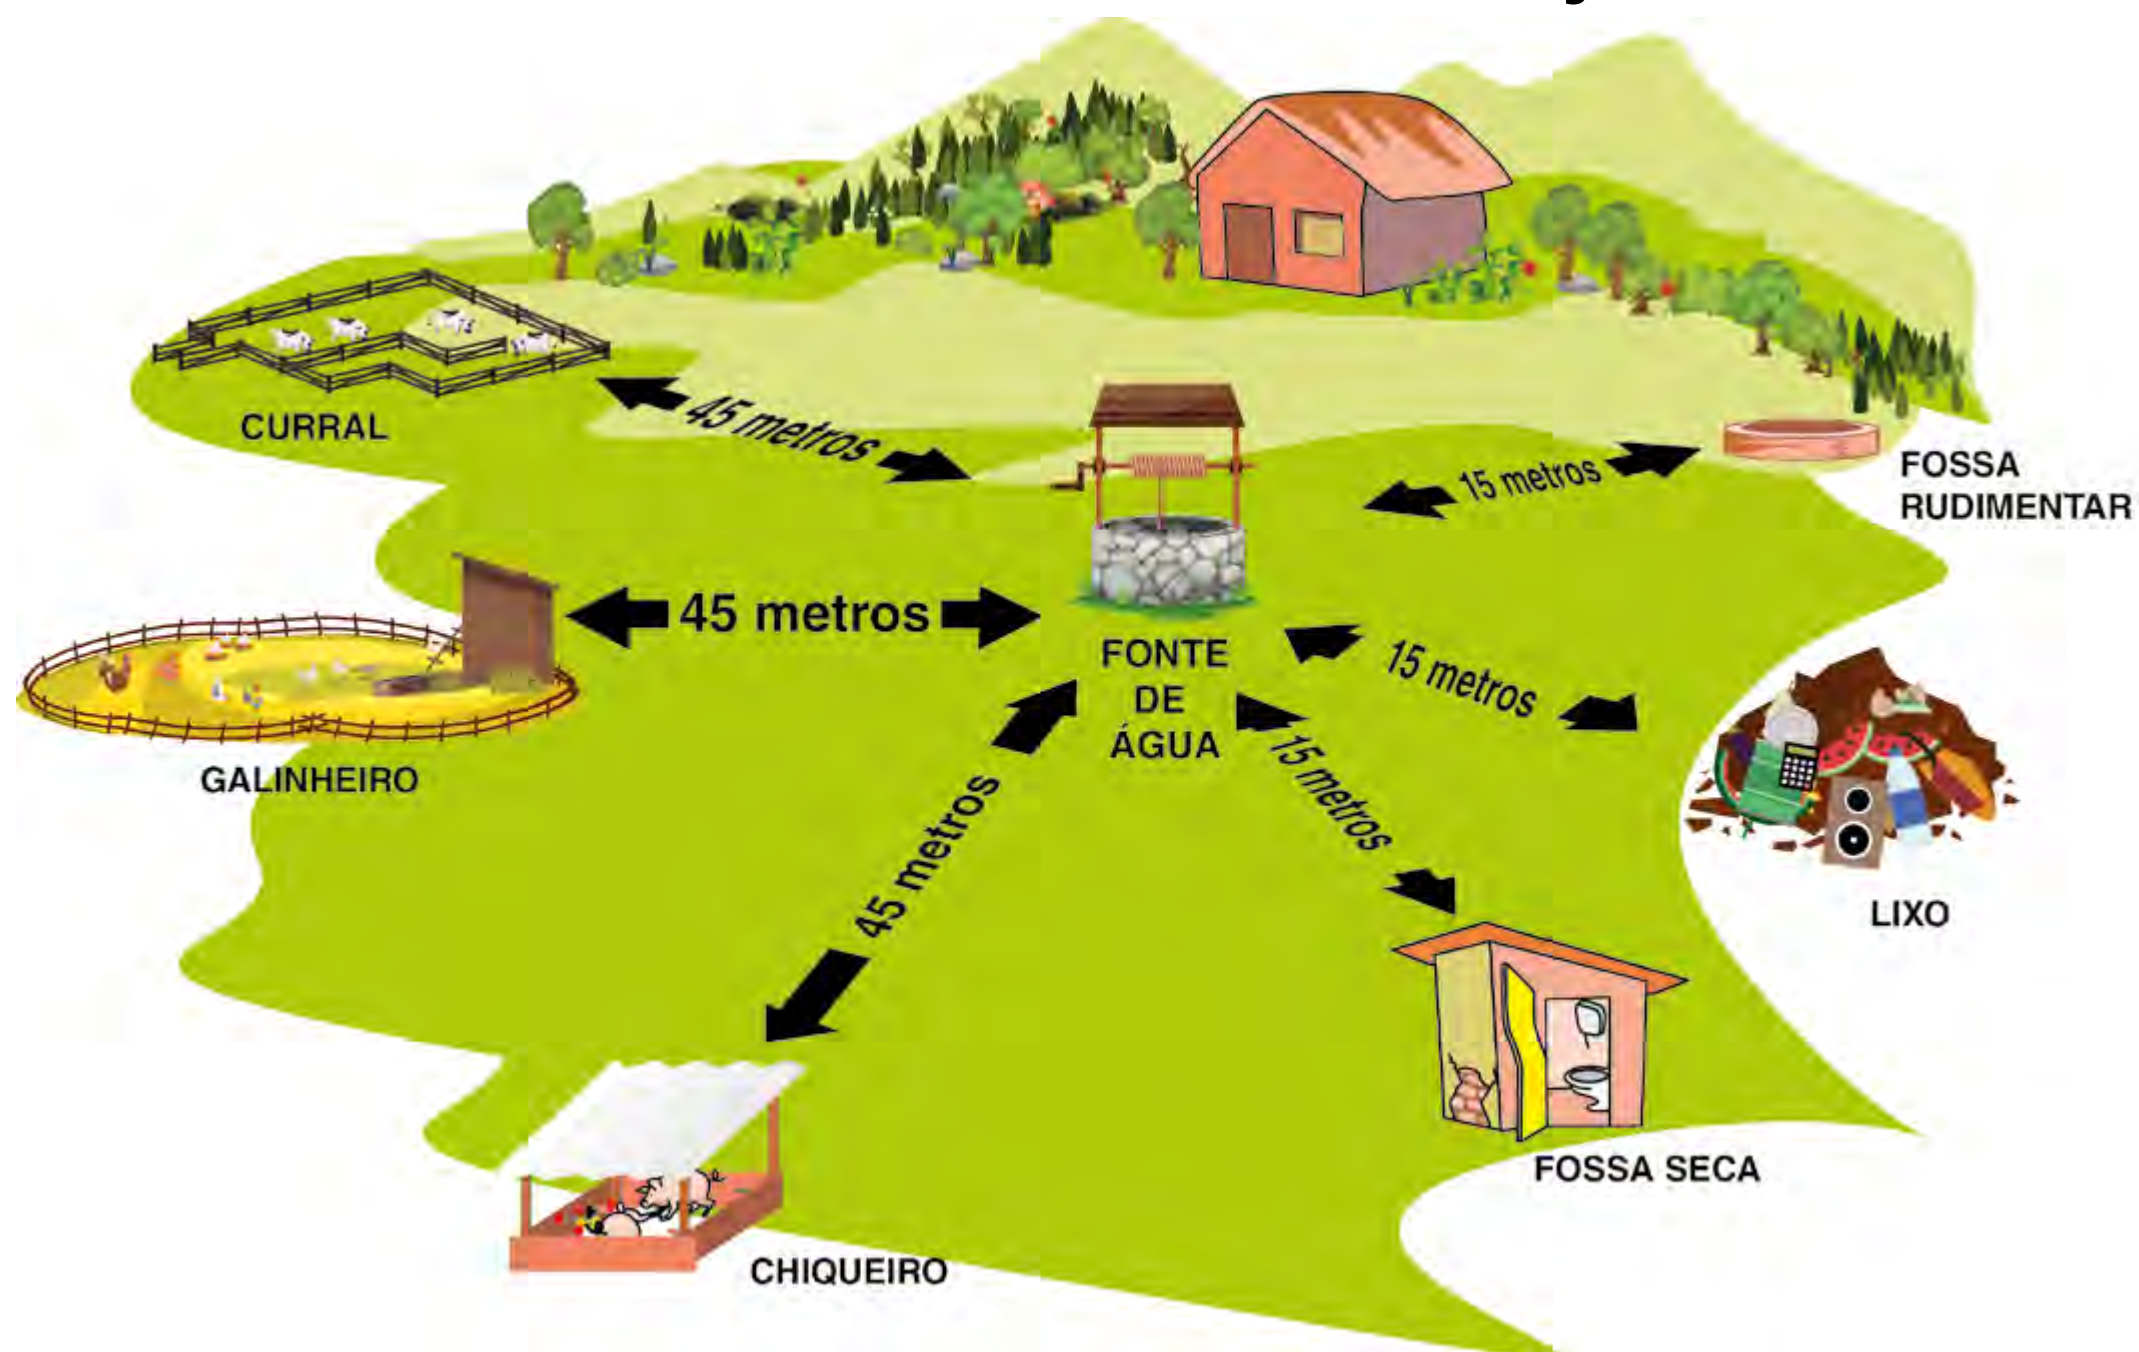 CURRAL
45 metros
15 metros
FOSSA
RUDIMENTAR
45 metros
FONTE
DE
ÁGUA
15 metros
15 metros
GALINHEIRO
45 metros
LIXO
FOSSA SECA
CHIQUEIRO